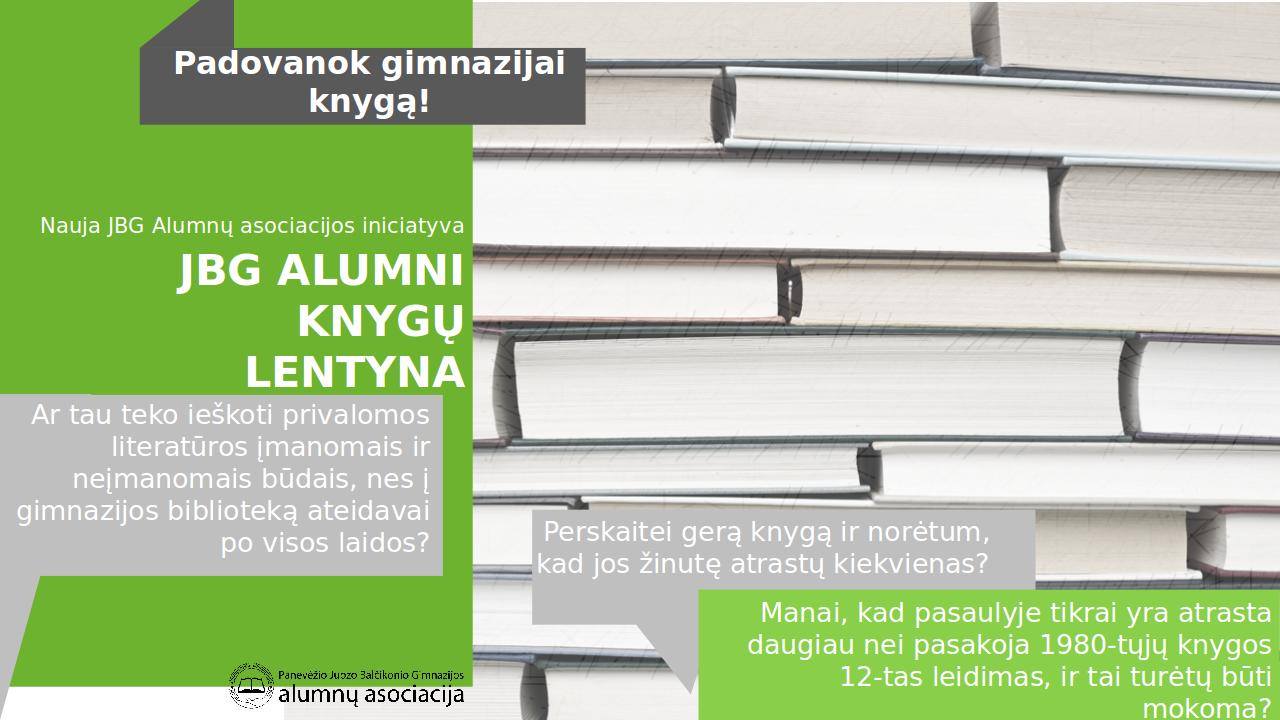 Padovanok gimnazijai
knygą!
Nauja JBG Alumnų asociacijos iniciatyva
JBG ALUMNI
KNYGŲ
LENTYNA
Ar tau teko ieškoti privalomos
literatūros įmanomais ir
neįmanomais būdais, nes į
gimnazijos biblioteką ateidavai
po visos laidos?
Perskaitei gerą knygą ir norėtum,
kad jos žinutę atrastų kiekvienas?
Manai, kad pasaulyje tikrai yra atrasta
daugiau nei pasakoja 1980-tųjų knygos
12-tas leidimas, ir tai turėtų būti
mokoma?
Panevėžio Juozo Balčikonio Gimnazijos
alumnų asociacija